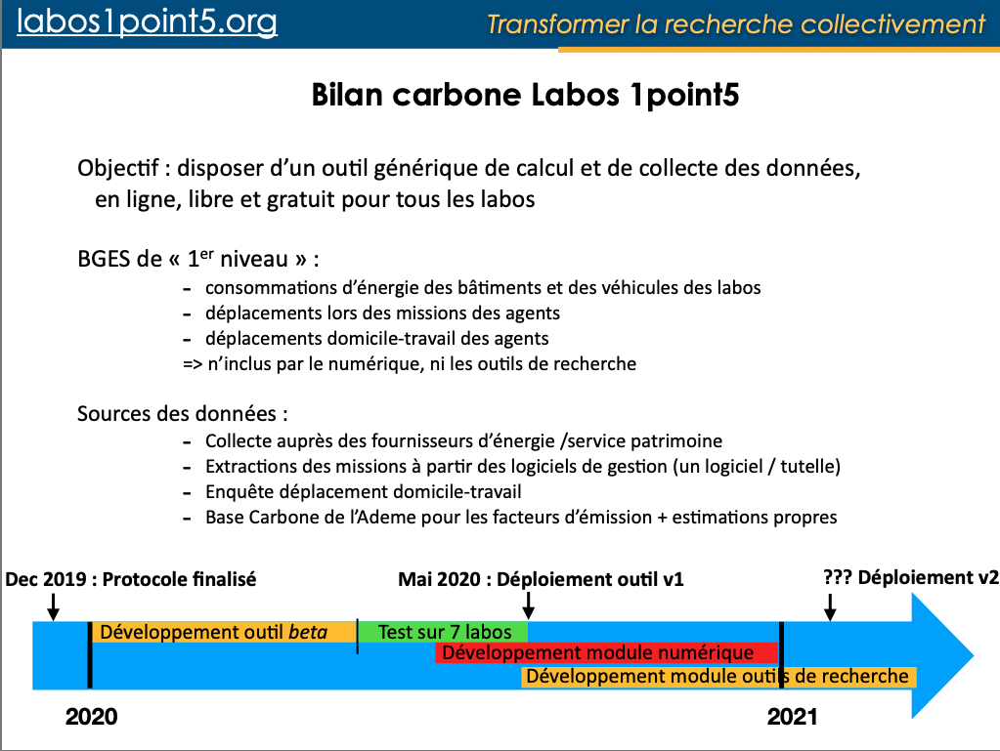 labos1point5.org
Transformer la recherche collectivement
Bilan carbone Labos 1point5
Objectif : disposer d’un outil générique de calcul et de collecte des données,
en ligne, libre et gratuit pour tous les labos
BGES de « 1er niveau » :
- consommations d’énergie des bâtiments et des véhicules des labos
- déplacements lors des missions des agents
- déplacements domicile-travail des agents
=> n’inclus par le numérique, ni les outils de recherche
Sources des données :
- Collecte auprès des fournisseurs d’énergie /service patrimoine
- Extractions des missions à partir des logiciels de gestion (un logiciel / tutelle)
- Enquête déplacement domicile-travail
- Base Carbone de l’Ademe pour les facteurs d’émission + estimations propres
Dec 2019 : Protocole finalisé
Mai 2020 : Déploiement outil v1
??? Déploiement v2
Développement outil beta
Test sur 7 labos
Développement module numérique
Développement module outils de recherche
2020
2021